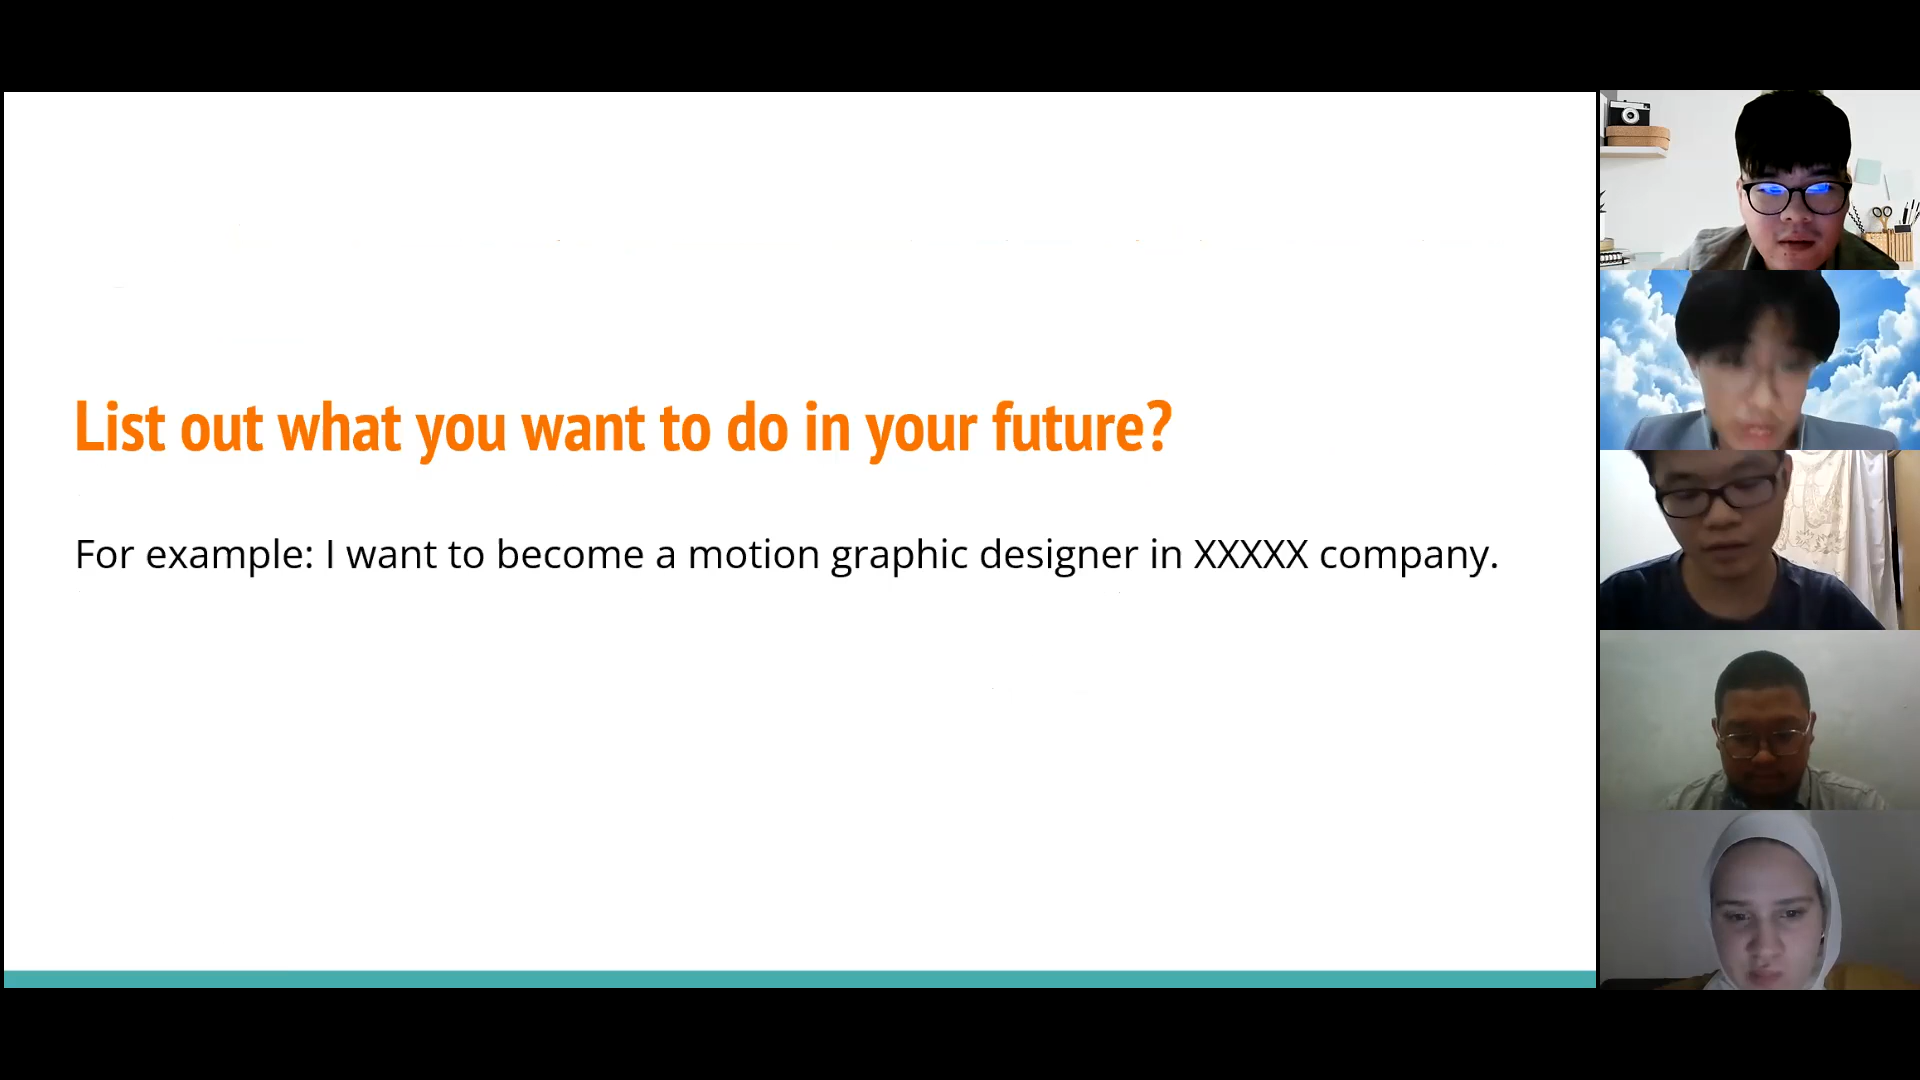 List out what you want to do in your future?
For example: I want to become a motion graphic designer in XXXXX company.